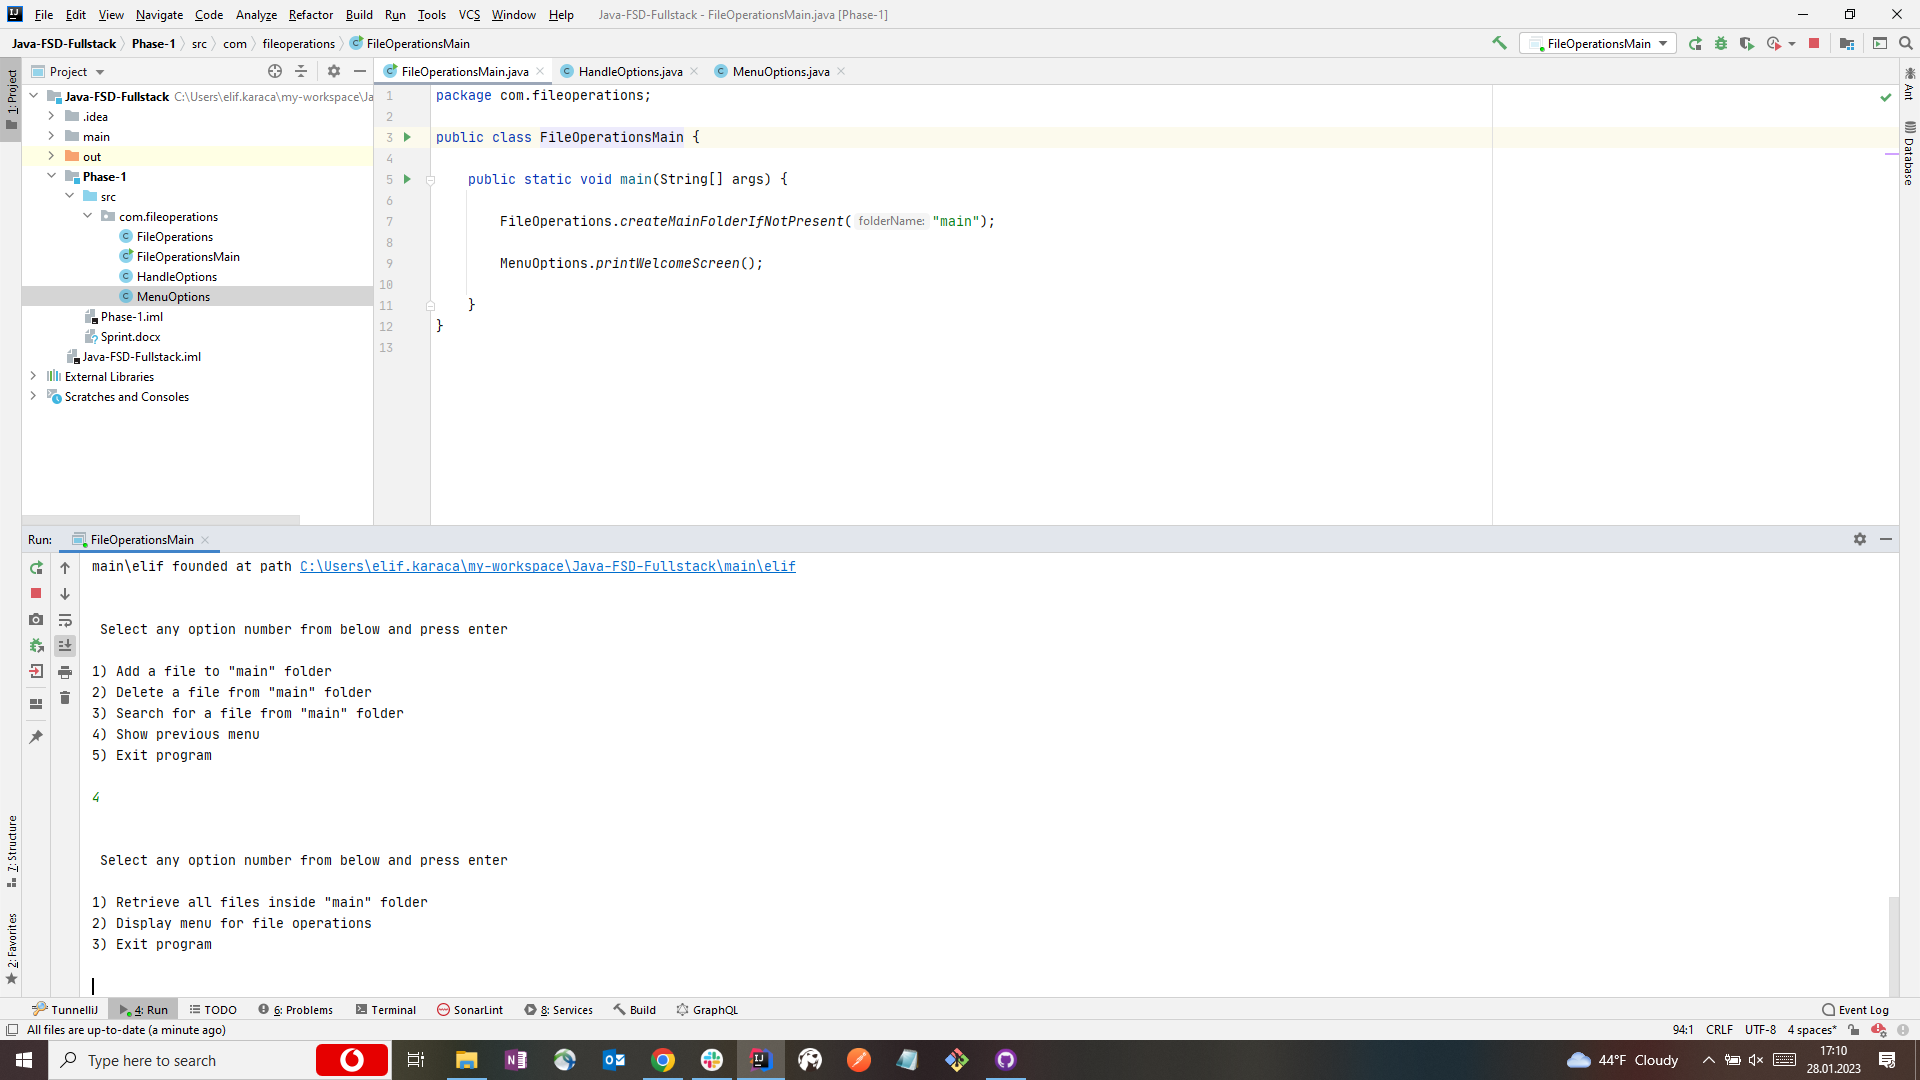 File Edit View Navigate Code Analyze Refactor Build Run Tools VCS Window Help Java-FSD-Fullstack - FileOperationsMain.java [Phase-1]
Java-FSD-Fullstack Phase-1 src com fileoperations FileOperationsMain
FileOperationsMain
Project
FileOperationsMain.java HandleOptions.java MenuOptions.java
1: Project
Java-FSD-Fullstack C:\Users\elif.karaca\my-workspace\Ja
.idea
main
out
Phase-1
src
com.fileoperations
FileOperations
FileOperationsMain
HandleOptions
MenuOptions
Phase-1.iml
Sprint.docx
Java-FSD-Fullstack.iml
External Libraries
Scratches and Consoles
1 package com.fileoperations;
2
3 public class FileOperationsMain {
4
5 public static void main(String[] args) {
6
7 FileOperations.createMainFolderIfNotPresent( folderName: "main");
8
9 MenuOptions.printWelcomeScreen();
10
11 }
12 }
13
Ant
Database
Run: FileOperationsMain
main\elif founded at path C:\Users\elif.karaca\my-workspace\Java-FSD-Fullstack\main\elif
Select any option number from below and press enter
1) Add a file to "main" folder
2) Delete a file from "main" folder
3) Search for a file from "main" folder
4) Show previous menu
5) Exit program
4
Select any option number from below and press enter
1) Retrieve all files inside "main" folder
2) Display menu for file operations
3) Exit program
7: Structure
2: Favorites
TunnelliJ 4: Run TODO 6: Problems Terminal SonarLint 8: Services Build GraphQL Event Log
All files are up-to-date (a minute ago) 94:1 CRLF UTF-8 4 spaces*
Type here to search
44°F Cloudy
17:10
28.01.2023